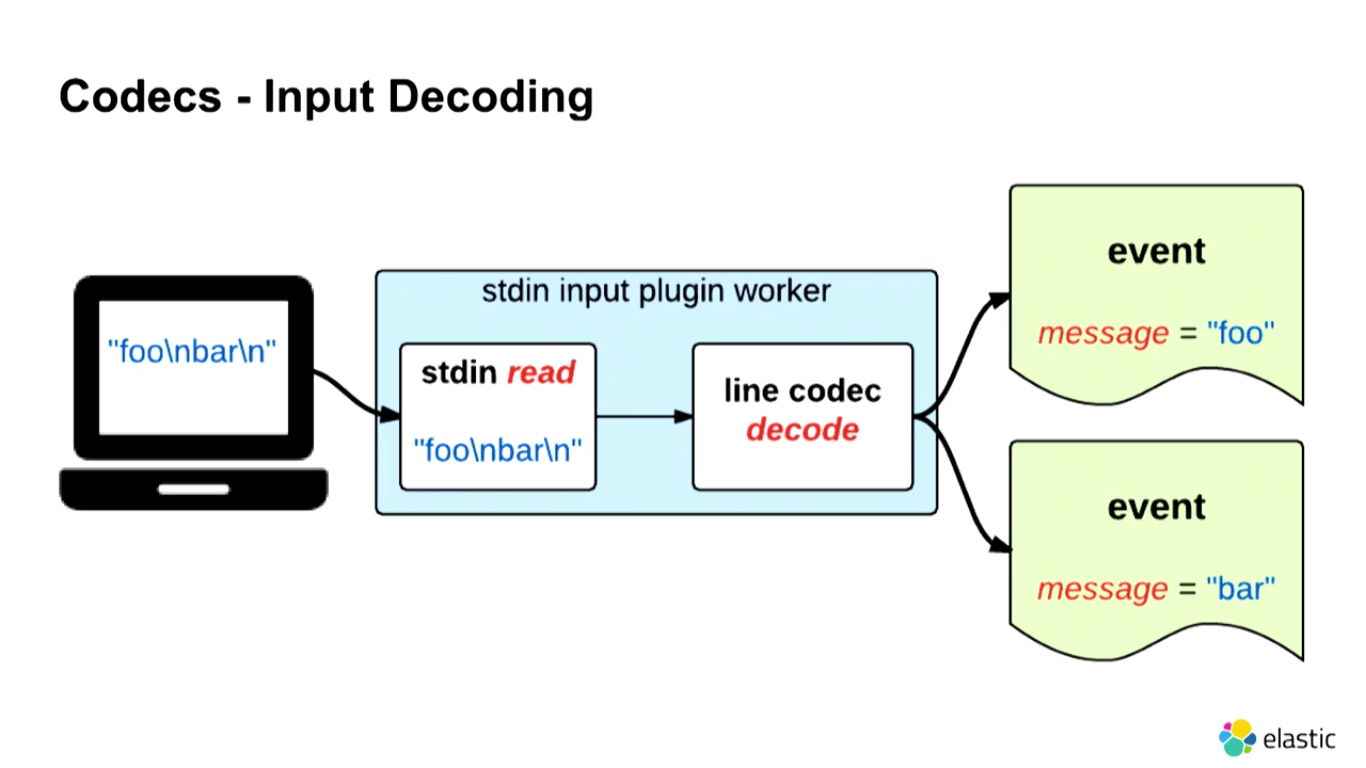 Codecs - Input Decoding
"foo\nbar\n"
stdin input plugin worker
stdin read
"foo\nbar\n"
line codec
decode
event
message = "foo"
event
message = "bar"
elastic